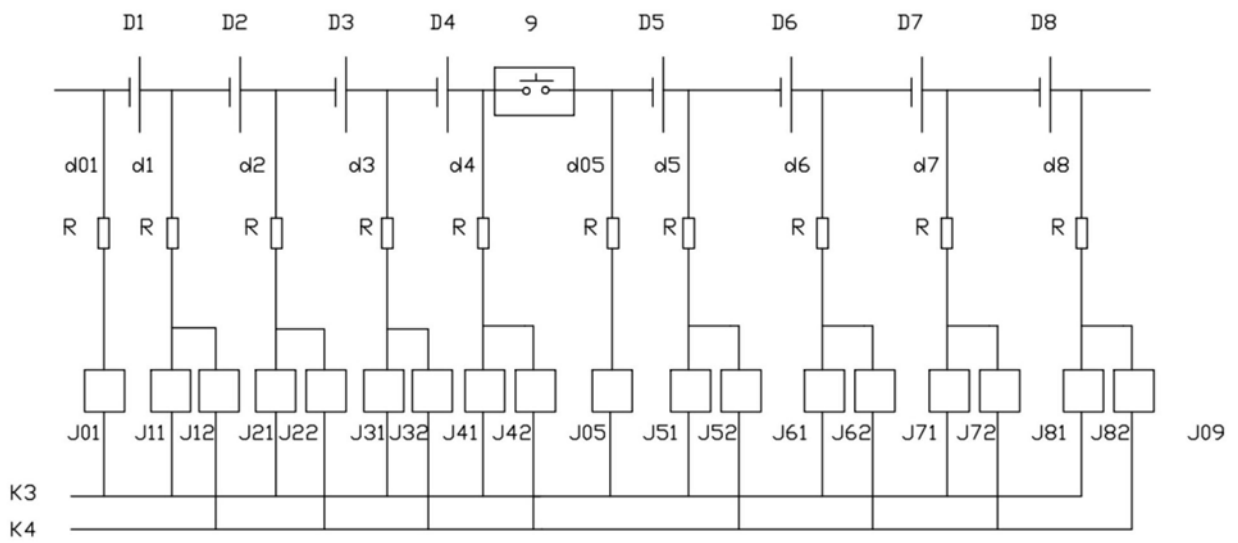 D1 D2 D3 D4 9 D5 D6 D7 D8
d01 d1 d2 d3 d4 d05 d5 d6 d7 d8
R R R R R R R R R R
J01 J11 J12 J21 J22 J31 J32 J41 J42 J05 J51 J52 J61 J62 J71 J72 J81 J82 J09
K3
K4